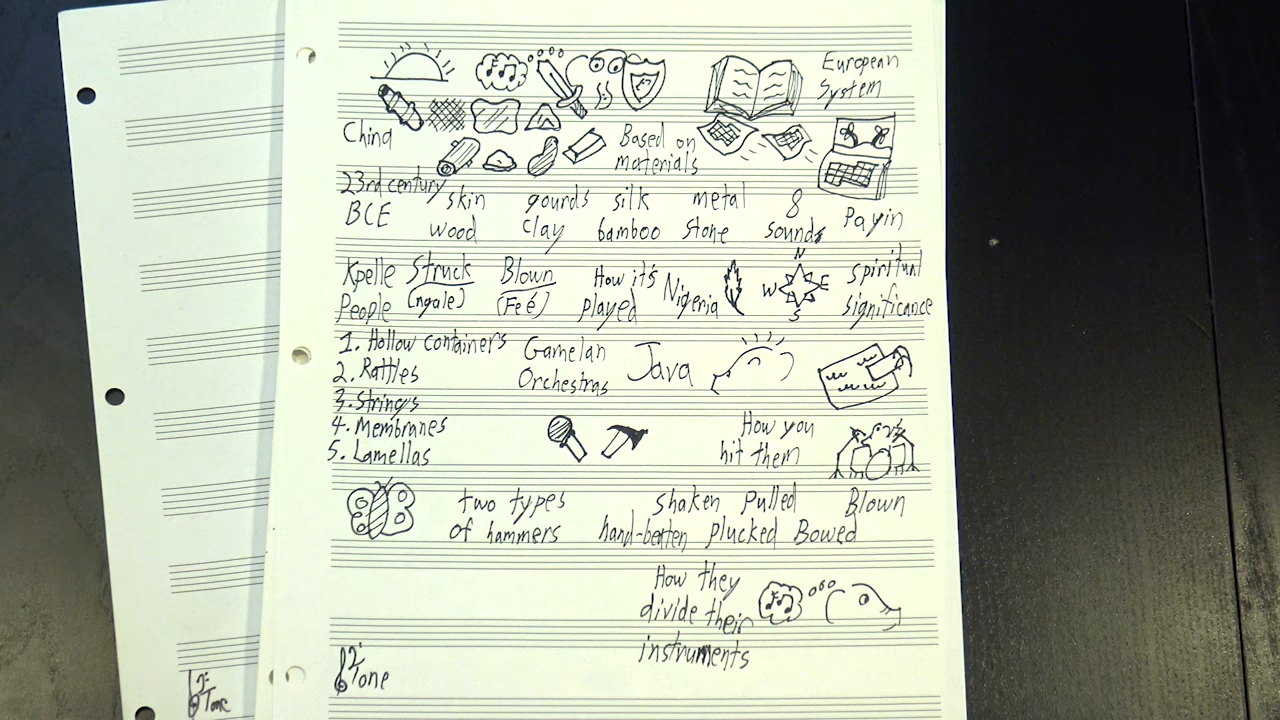 European
System
China
Based on
materials
23rd century
BCE
skin gourds silk metal 8
wood clay bamboo stone sounds
Payin
Kpelle
People
Struck
(ngale)
Blown
(Feé)
How it's
played
Nigeria
N
W E
S
spiritual
significance
1. Hollow containers
2. Rattles
3. Strings
4. Membranes
5. Lamellas
Gamelan
Orchestras
Java
How you
hit them
two types
of hammers
shaken Pulled Blown
hand-beaten plucked Bowed
How they
divide their
instruments
Tone
Tone